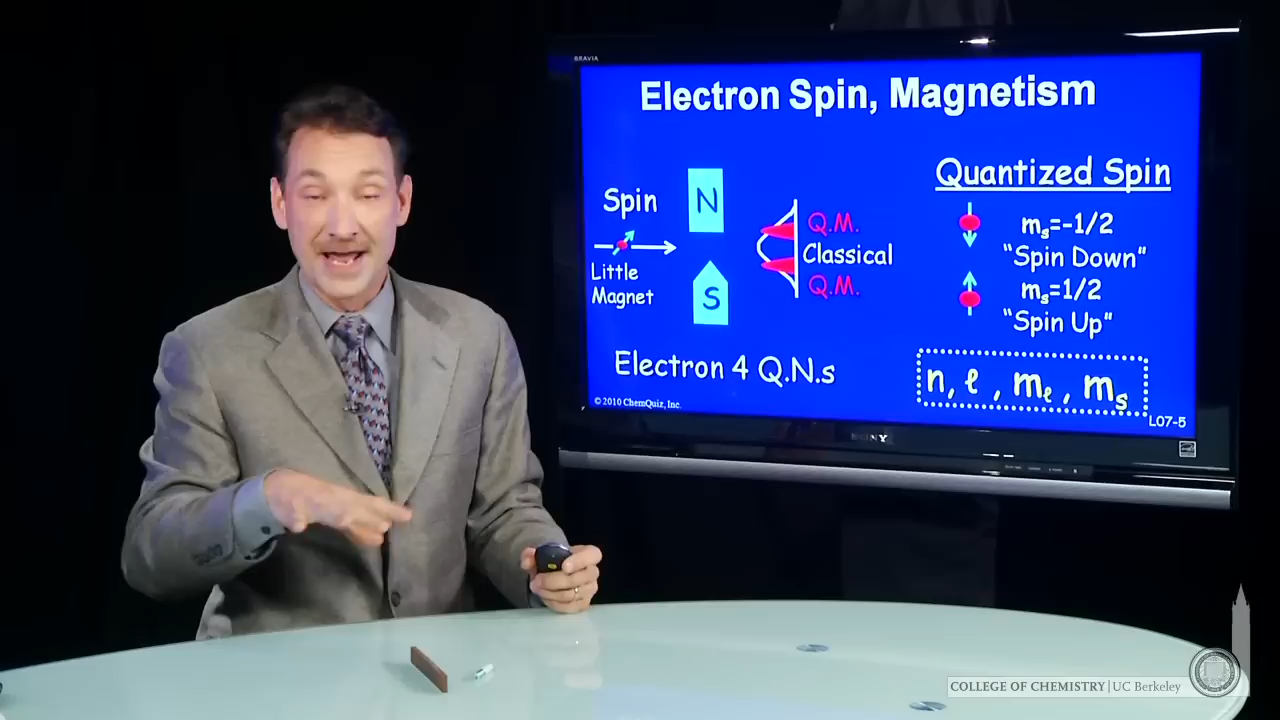 BRAVIA
Electron Spin, Magnetism
Spin
Little
Magnet
N
S
Q.M.
Classical
Q.M.
Quantized Spin
mₛ=-1/2
“Spin Down”
mₛ=1/2
“Spin Up”
Electron 4 Q.N.s
n, ℓ , mℓ , mₛ
© 2010 ChemQuiz, Inc.
L07-5
SONY
COLLEGE OF CHEMISTRY | UC Berkeley